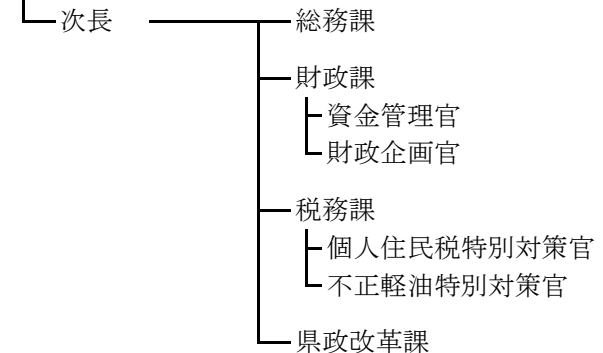 次長 総務課
財政課
資金管理官
財政企画官
税務課
個人住民税特別対策官
不正軽油特別対策官
県政改革課